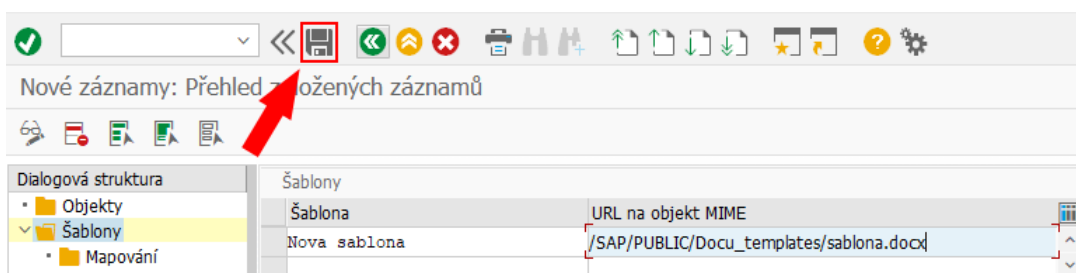 Nové záznamy: Přehled založených záznamů
Dialogová struktura
Objekty
Šablony
Mapování
Šablony
Šablona
URL na objekt MIME
Nova sablona
/SAP/PUBLIC/Docu_templates/sablona.docx